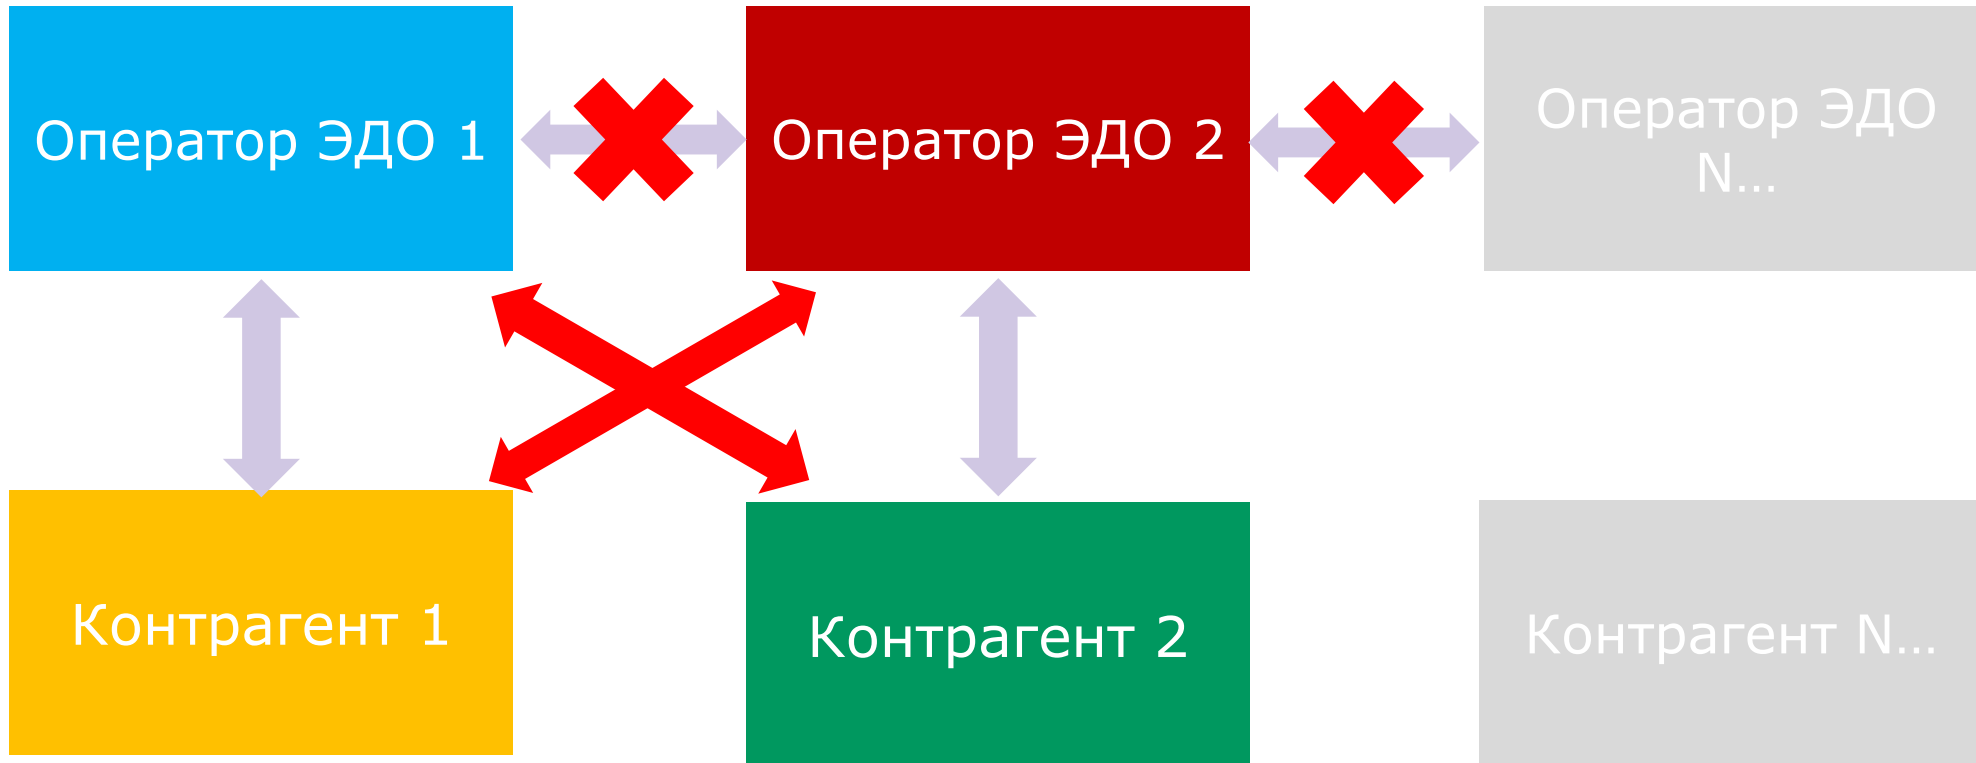 Оператор ЭДО 1
Оператор ЭДО 2
Оператор ЭДО
N...
Контрагент 1
Контрагент 2
Контрагент N...